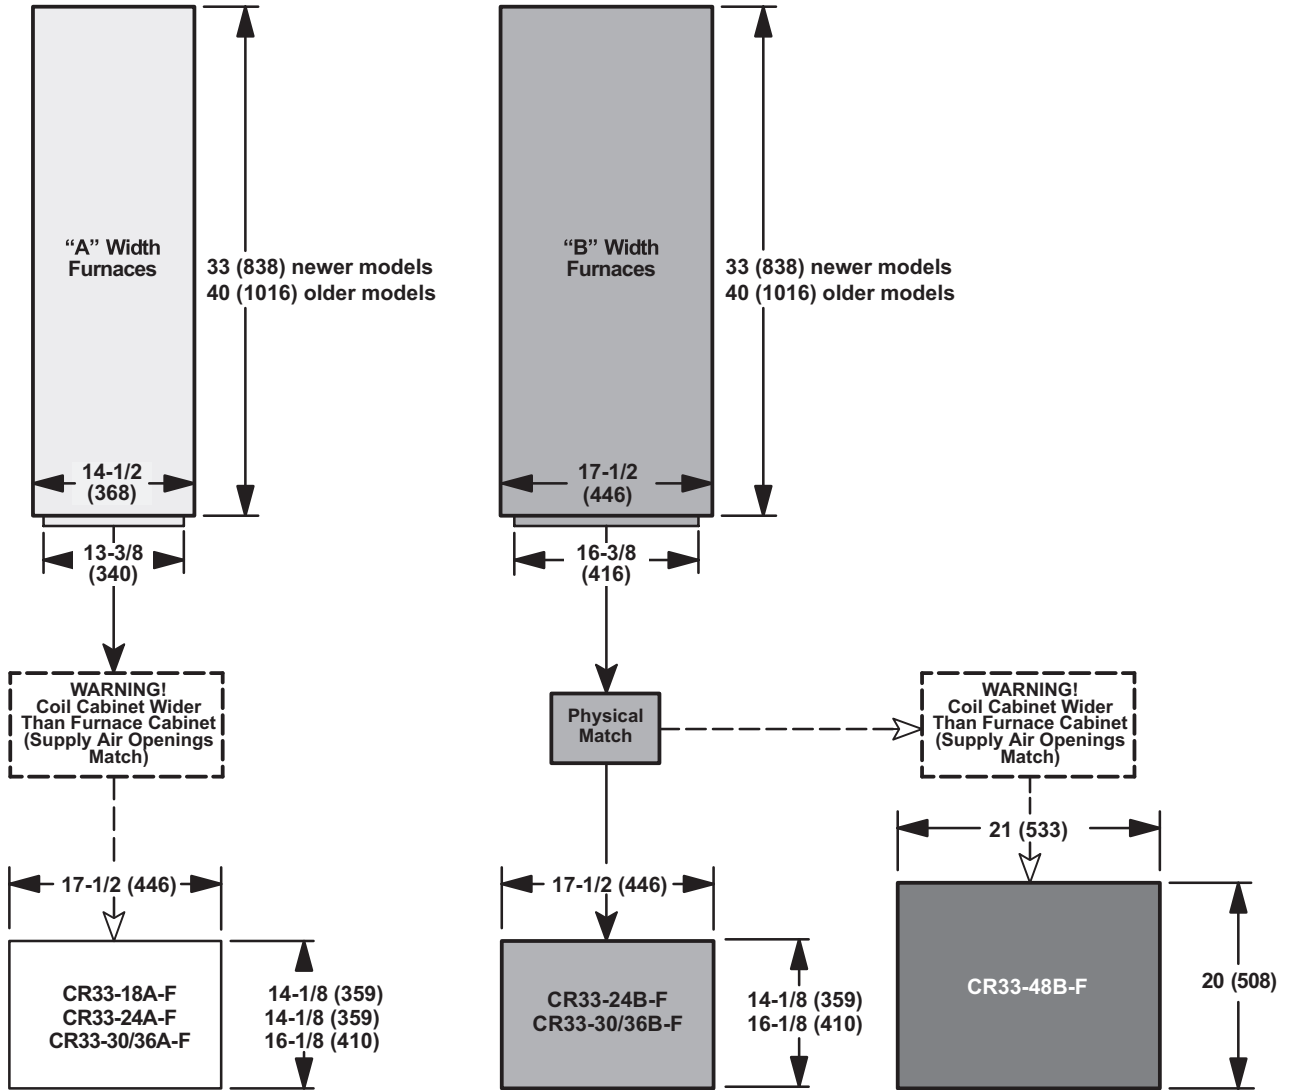 “A” Width
Furnaces
33 (838) newer models
40 (1016) older models
14-1/2
(368)
13-3/8
(340)
WARNING!
Coil Cabinet Wider
Than Furnace Cabinet
(Supply Air Openings
Match)
17-1/2 (446)
CR33-18A-F
CR33-24A-F
CR33-30/36A-F
14-1/8 (359)
14-1/8 (359)
16-1/8 (410)
“B” Width
Furnaces
33 (838) newer models
40 (1016) older models
17-1/2
(446)
16-3/8
(416)
Physical
Match
17-1/2 (446)
CR33-24B-F
CR33-30/36B-F
14-1/8 (359)
16-1/8 (410)
WARNING!
Coil Cabinet Wider
Than Furnace Cabinet
(Supply Air Openings
Match)
21 (533)
CR33-48B-F
20 (508)